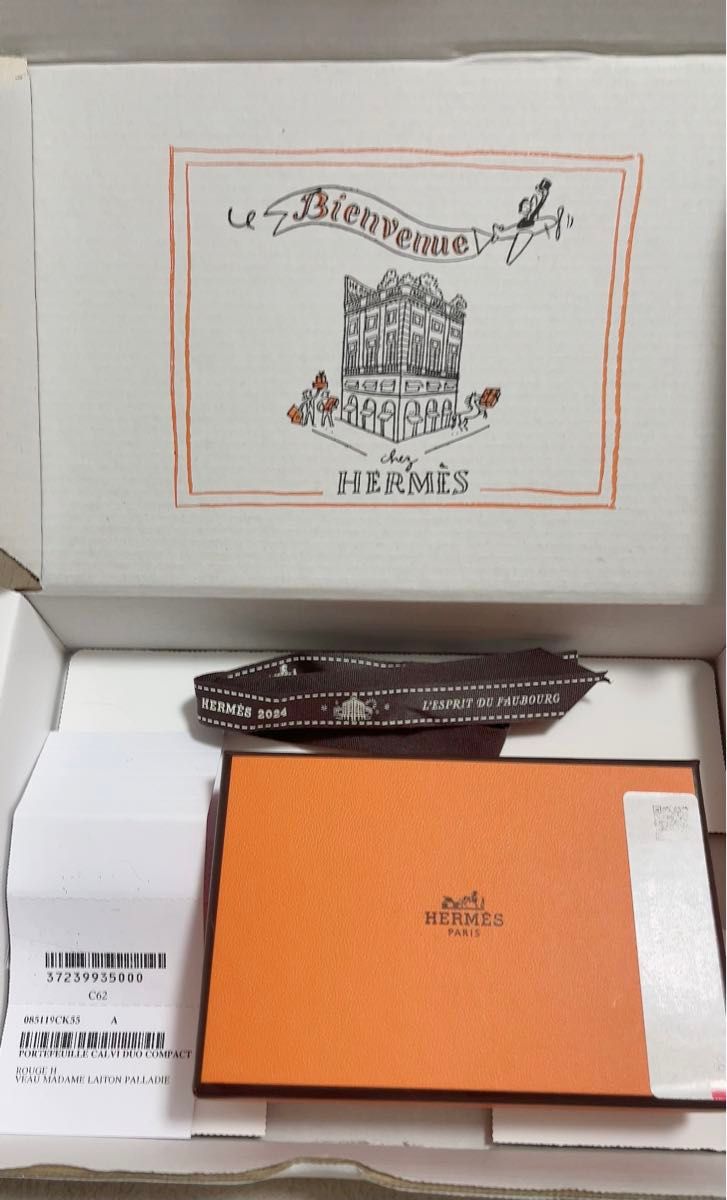 Bienvenue
chez
HERMÈS
HERMÈS 2024
L'ESPRIT DU FAUBOURG
HERMÈS
PARIS
37239935000
C62
085119CK55 A
PORTEFEUILLE CALVI DUO COMPACT
ROUGE H
VEAU MADAME LAITON PALLADIE